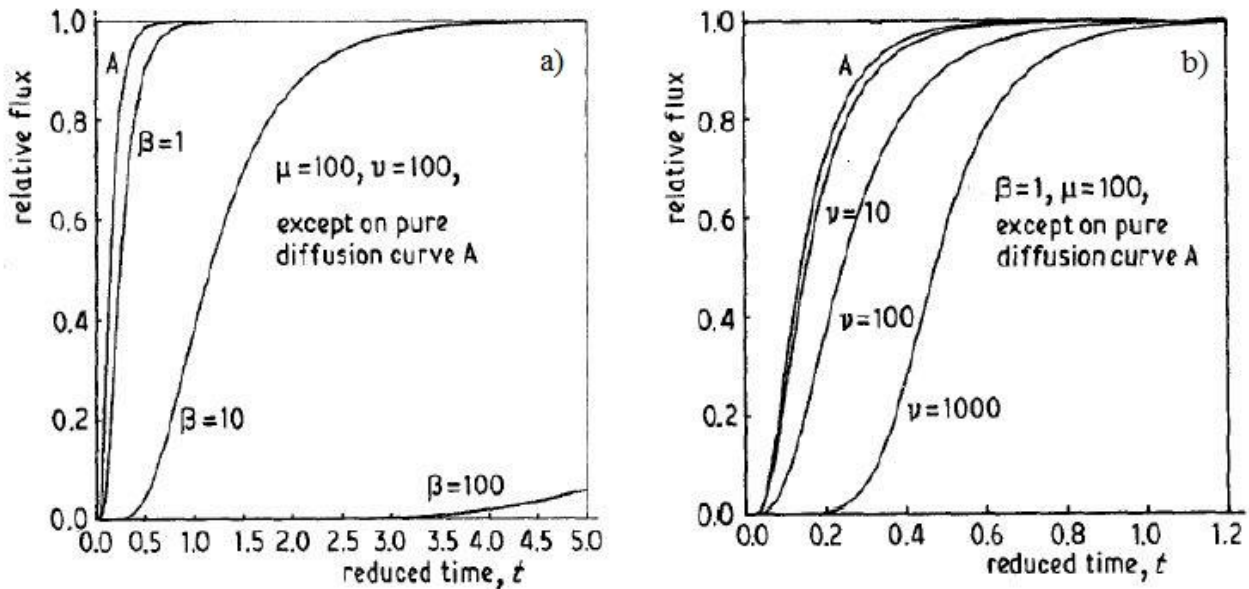 relative flux
1.0
0.8
0.6
0.4
0.2
0.0
A
a)
β=1
μ=100, ν=100,
except on pure
diffusion curve A
β=10
β=100
0.0 0.5 1.0 1.5 2.0 2.5 3.0 3.5 4.0 4.5 5.0
reduced time, t
relative flux
1.0
0.8
0.6
0.4
0.2
0.0
A
b)
ν=10
β=1, μ=100,
except on pure
diffusion curve A
ν=100
ν=1000
0.0 0.2 0.4 0.6 0.8 1.0 1.2
reduced time, t